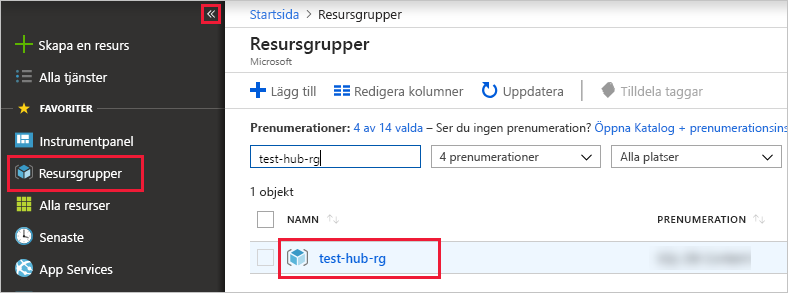 «
Skapa en resurs
Alla tjänster
FAVORITER
Instrumentpanel
Resursgrupper
Alla resurser
Senaste
App Services
Startsida > Resursgrupper
Resursgrupper
Microsoft
Lägg till Redigera kolumner Uppdatera Tilldela taggar
Prenumerationer: 4 av 14 valda – Ser du ingen prenumeration? Öppna Katalog + prenumerationsins
test-hub-rg 4 prenumerationer Alla platser
1 objekt
NAMN PRENUMERATION
test-hub-rg